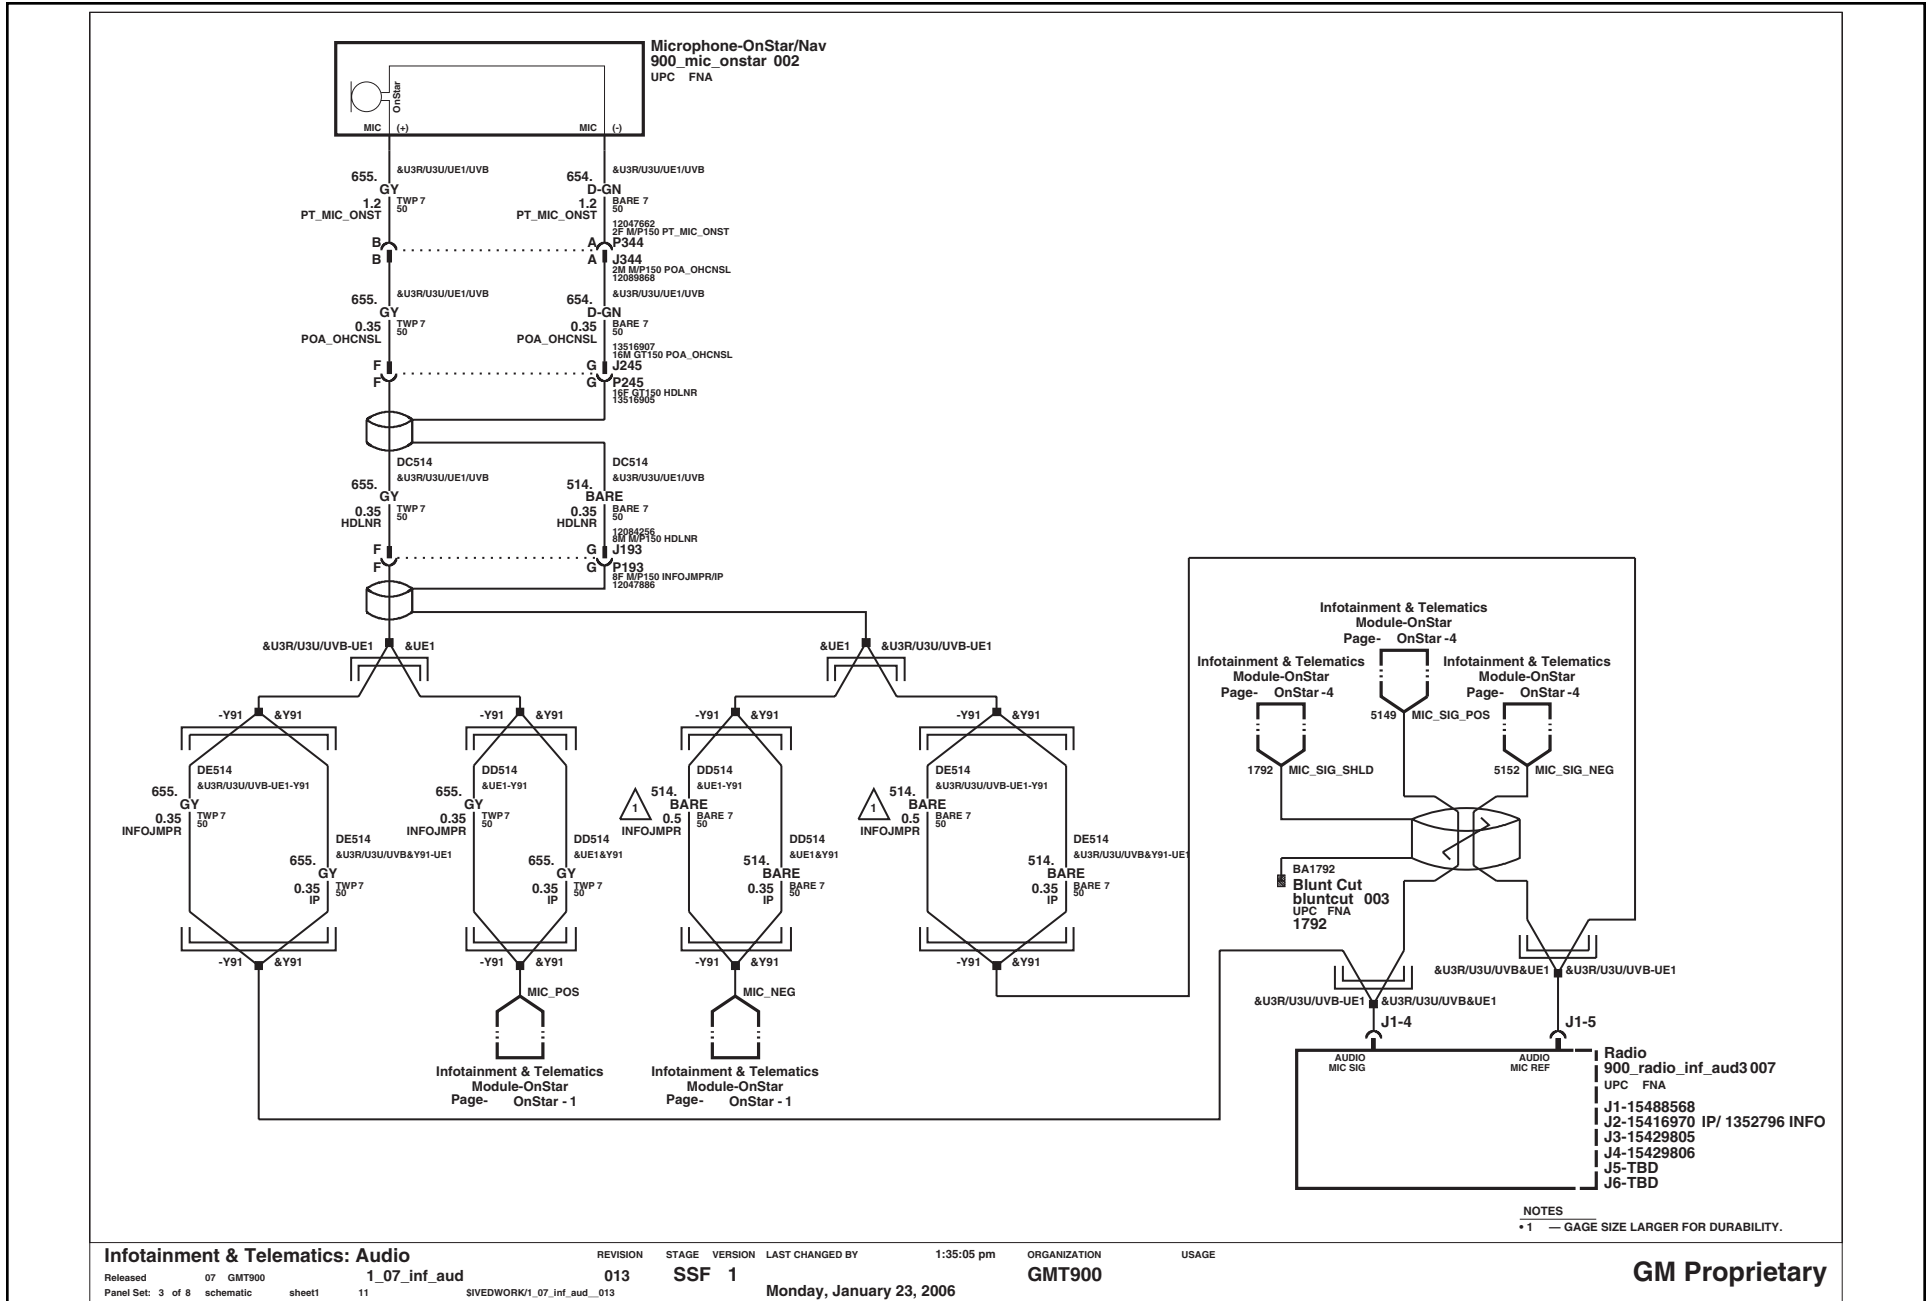 Microphone-OnStar/Nav
900_mic_onstar 002
UPC FNA
OnStar
MIC (+)
MIC (-)
655.
&U3R/U3U/UE1/UVB
GY
1.2
TWP 7
50
PT_MIC_ONST
654.
&U3R/U3U/UE1/UVB
D-GN
1.2
BARE 7
50
PT_MIC_ONST
12047662
2F M/P150 PT_MIC_ONST
B
A P344
B
A J344
2M M/P150 POA_OHCNSL
12089868
655.
&U3R/U3U/UE1/UVB
GY
0.35
TWP 7
50
POA_OHCNSL
654.
&U3R/U3U/UE1/UVB
D-GN
0.35
BARE 7
50
POA_OHCNSL
13516907
16M GT150 POA_OHCNSL
F
G J245
F
G P245
16F GT150 HDLNR
13516905
DC514
&U3R/U3U/UE1/UVB
655.
GY
0.35
TWP 7
50
HDLNR
DC514
&U3R/U3U/UE1/UVB
514.
BARE
0.35
BARE 7
50
12084256
8M M/P150 HDLNR
F
G J193
F
G P193
8F M/P150 INFOJMPR/IP
12047886
&U3R/U3U/UVB-UE1 &UE1
&UE1 &U3R/U3U/UVB-UE1
-Y91 &Y91
-Y91 &Y91
-Y91 &Y91
-Y91 &Y91
DE514
&U3R/U3U/UVB-UE1-Y91
655.
GY
0.35
TWP 7
50
INFOJMPR
DE514
&U3R/U3U/UVB&Y91-UE1
655.
GY
0.35
TWP 7
50
IP
DD514
&UE1-Y91
655.
GY
0.35
TWP 7
50
INFOJMPR
DD514
&UE1&Y91
655.
GY
0.35
TWP 7
50
IP
1
DD514
&UE1-Y91
514.
BARE
0.5
BARE 7
50
INFOJMPR
DD514
&UE1&Y91
514.
BARE
0.35
BARE 7
50
IP
1
DE514
&U3R/U3U/UVB-UE1-Y91
514.
BARE
0.5
BARE 7
50
INFOJMPR
DE514
&U3R/U3U/UVB&Y91-UE1
514.
BARE
0.35
BARE 7
50
IP
-Y91 &Y91
-Y91 &Y91
-Y91 &Y91
-Y91 &Y91
MIC_POS
Infotainment & Telematics
Module-OnStar
Page- OnStar - 1
MIC_NEG
Infotainment & Telematics
Module-OnStar
Page- OnStar - 1
Infotainment & Telematics
Module-OnStar
Page- OnStar -4
5149 MIC_SIG_POS
Infotainment & Telematics
Module-OnStar
Page- OnStar -4
1792 MIC_SIG_SHLD
Infotainment & Telematics
Module-OnStar
Page- OnStar -4
5152 MIC_SIG_NEG
BA1792
Blunt Cut
bluntcut 003
UPC FNA
1792
&U3R/U3U/UVB&UE1 &U3R/U3U/UVB-UE1
&U3R/U3U/UVB-UE1 &U3R/U3U/UVB&UE1
J1-4
J1-5
AUDIO
MIC SIG
AUDIO
MIC REF
Radio
900_radio_inf_aud3 007
UPC FNA
J1-15488568
J2-15416970 IP/ 1352796 INFO
J3-15429805
J4-15429806
J5-TBD
J6-TBD
NOTES
• 1 — GAGE SIZE LARGER FOR DURABILITY.
Infotainment & Telematics: Audio
Released 07 GMT900 1_07_inf_aud
Panel Set: 3 of 8 schematic sheet1 11 $IVEDWORK/1_07_inf_aud__013
REVISION
013
STAGE
SSF
VERSION
1
LAST CHANGED BY 1:35:05 pm
Monday, January 23, 2006
ORGANIZATION
GMT900
USAGE
GM Proprietary